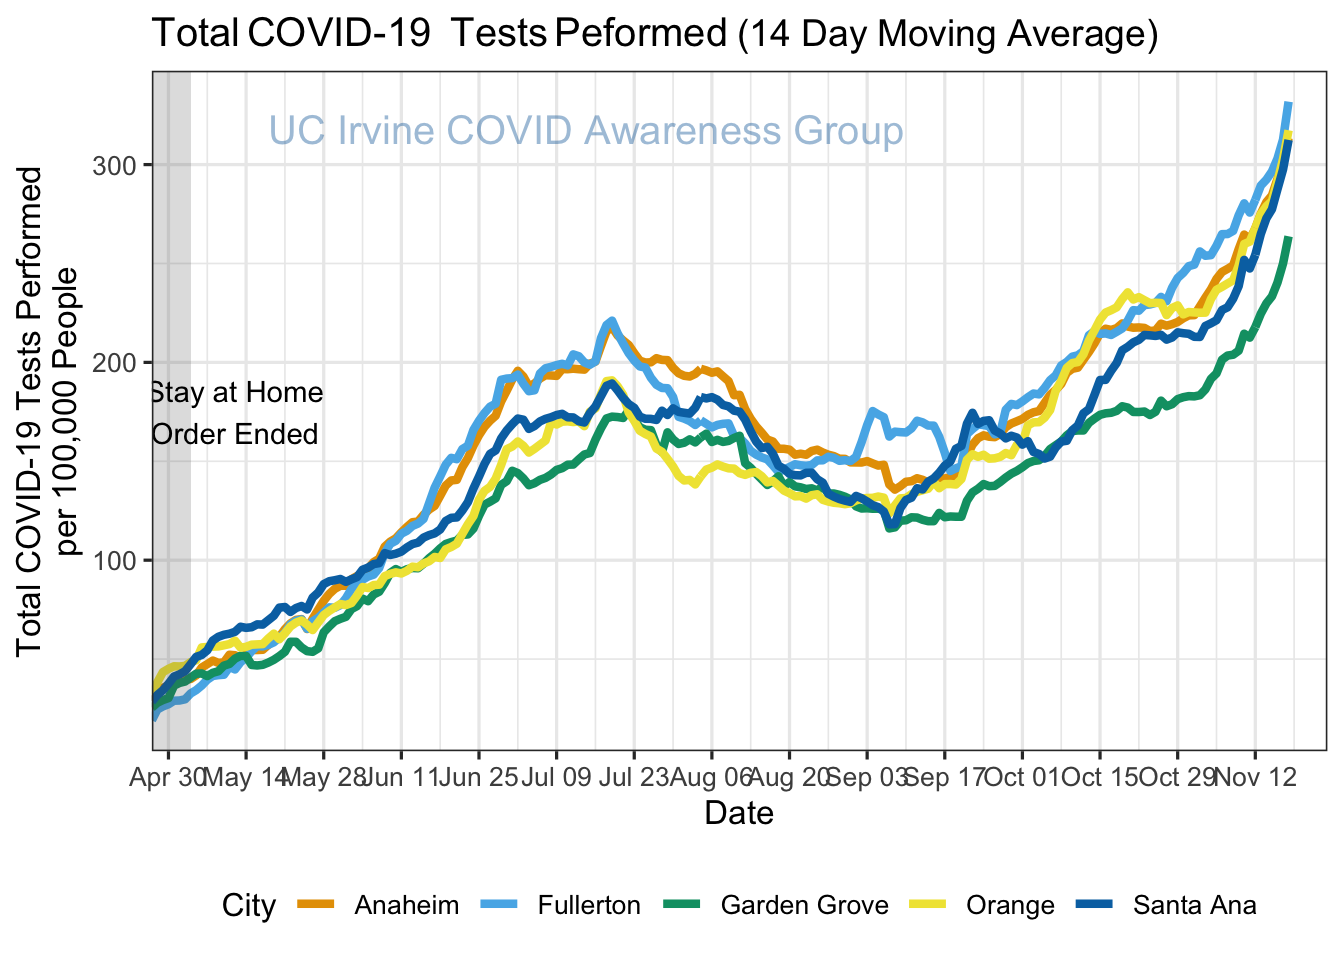 Total COVID-19 Tests Peformed (14 Day Moving Average)
UC Irvine COVID Awareness Group
Total COVID-19 Tests Performed
per 100,000 People
300
200
100
Stay at Home
Order Ended
Apr 30 May 14 May 28 Jun 11 Jun 25 Jul 09 Jul 23 Aug 06 Aug 20 Sep 03 Sep 17 Oct 01 Oct 15 Oct 29 Nov 12
Date
City Anaheim Fullerton Garden Grove Orange Santa Ana